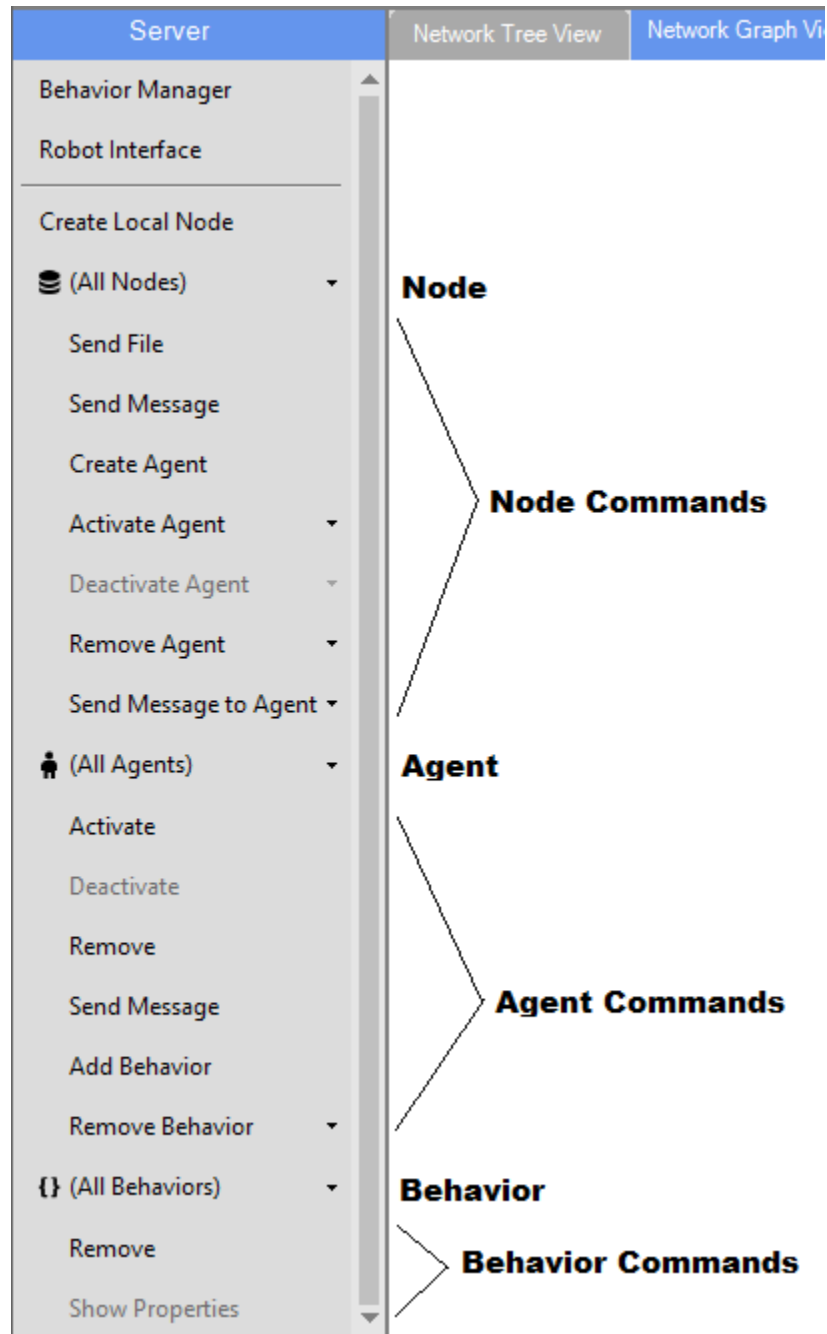 Server
Network Tree View
Network Graph
Behavior Manager
Robot Interface
Create Local Node
(All Nodes)
Node
Send File
Send Message
Create Agent
Node Commands
Activate Agent
Deactivate Agent
Remove Agent
Send Message to Agent
(All Agents)
Agent
Activate
Deactivate
Remove
Send Message
Agent Commands
Add Behavior
Remove Behavior
{} (All Behaviors)
Behavior
Remove
Behavior Commands
Show Properties